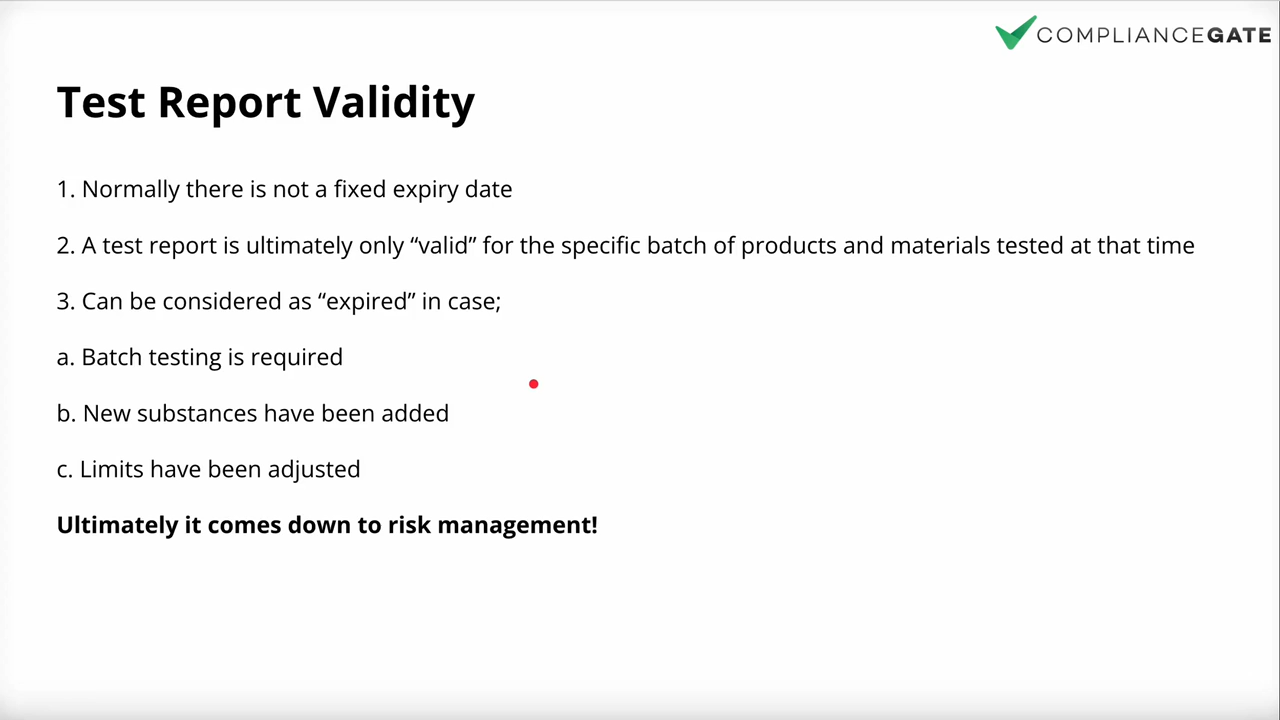 COMPLIANCEGATE
Test Report Validity
1. Normally there is not a fixed expiry date
2. A test report is ultimately only “valid” for the specific batch of products and materials tested at that time
3. Can be considered as “expired” in case;
a. Batch testing is required
b. New substances have been added
c. Limits have been adjusted
Ultimately it comes down to risk management!